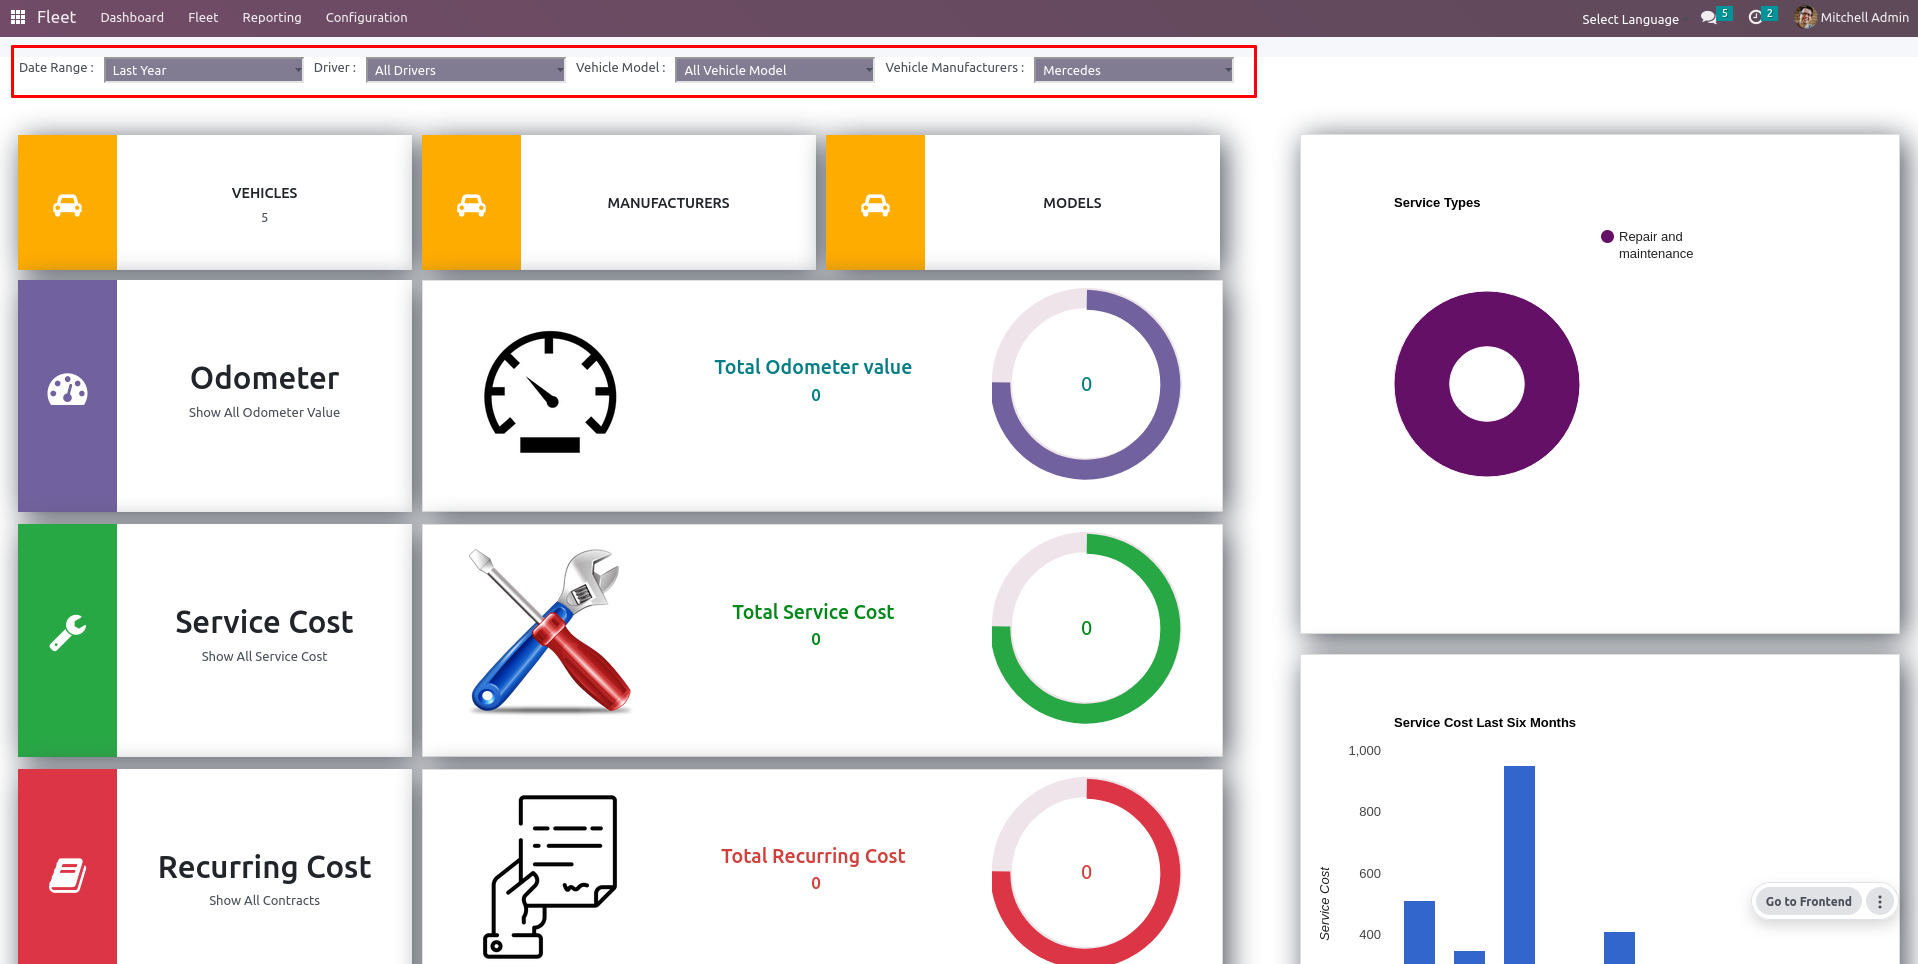 Fleet Dashboard Fleet Reporting Configuration Select Language 5 2 Mitchell Admin
Date Range : Last Year Driver : All Drivers Vehicle Model : All Vehicle Model Vehicle Manufacturers : Mercedes
VEHICLES
5
MANUFACTURERS
MODELS
Odometer
Show All Odometer Value
Total Odometer value
0
0
Service Cost
Show All Service Cost
Total Service Cost
0
0
Recurring Cost
Show All Contracts
Total Recurring Cost
0
0
Service Types
Repair and
maintenance
Service Cost Last Six Months
1,000
800
600
400
Service Cost
Go to Frontend